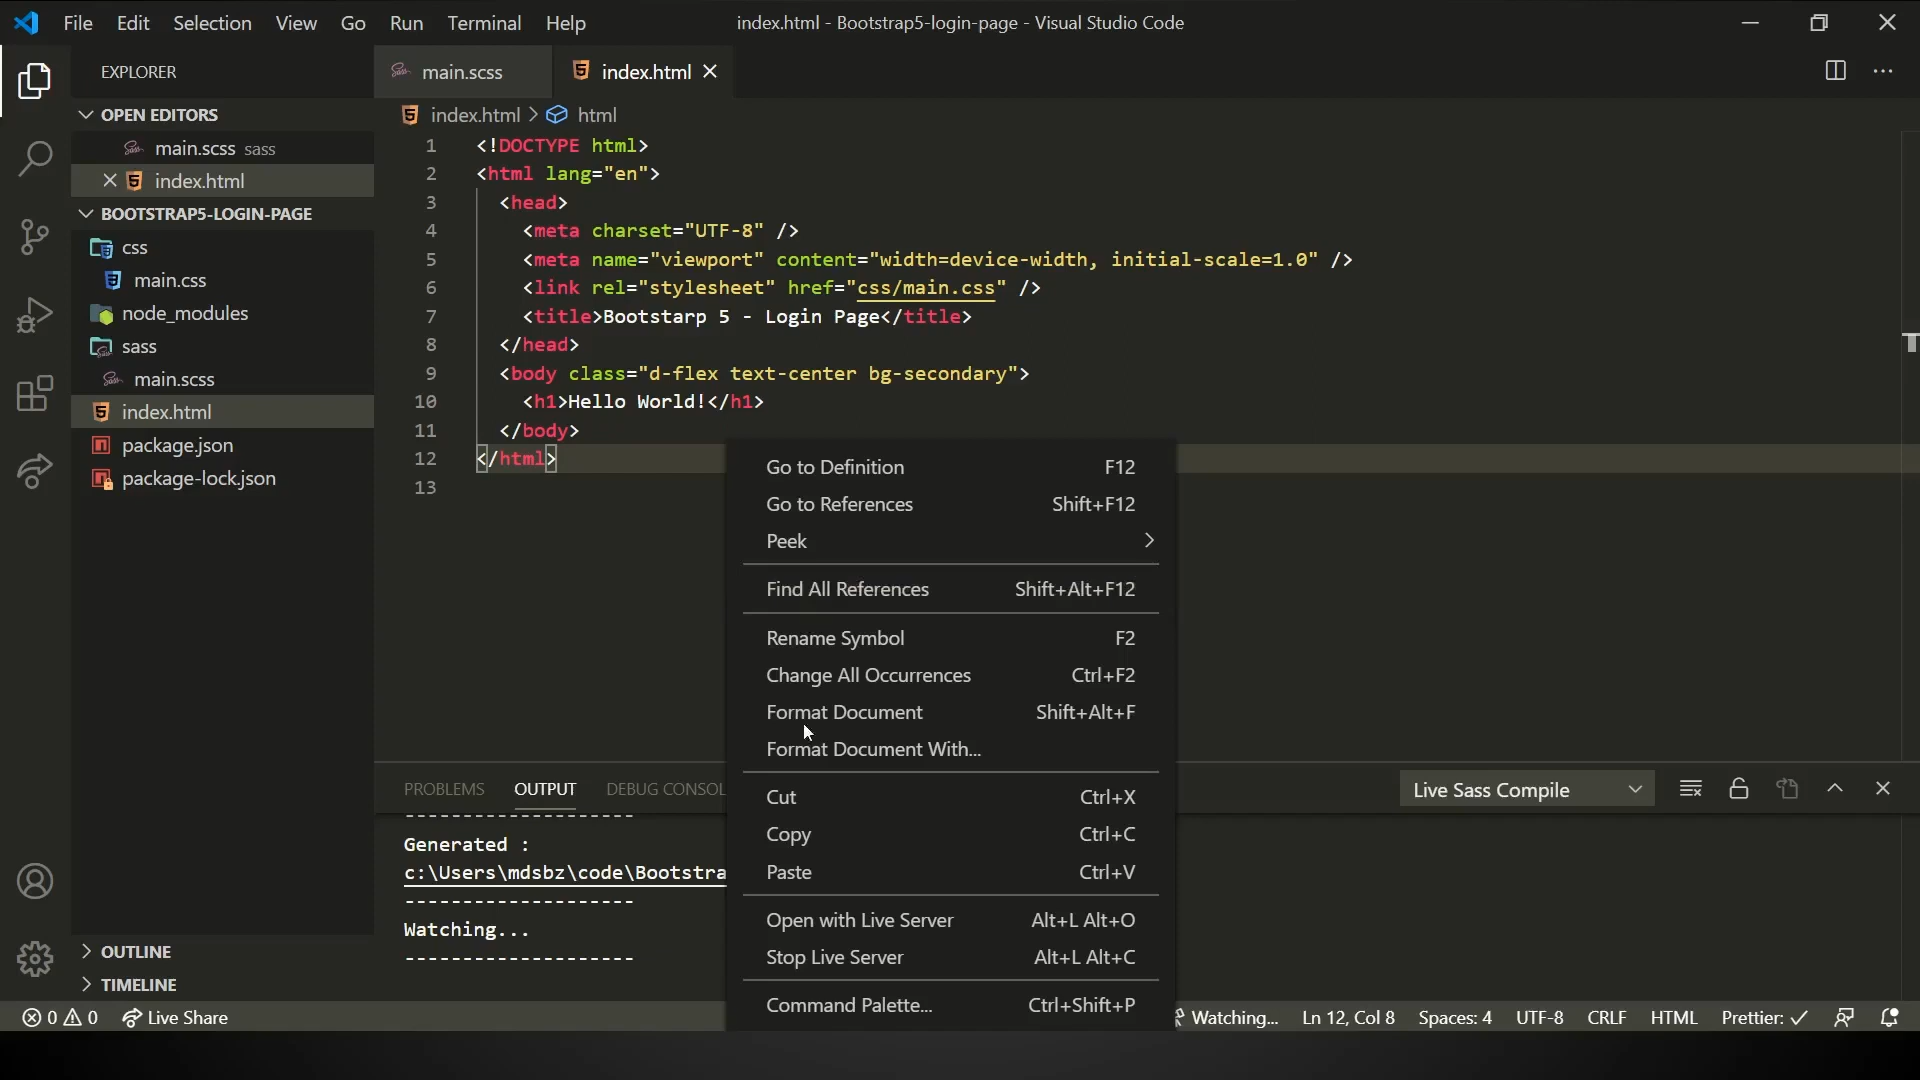 File Edit Selection View Go Run Terminal Help
index.html - Bootstrap5-login-page - Visual Studio Code
EXPLORER
OPEN EDITORS
main.scss sass
index.html
BOOTSTRAP5-LOGIN-PAGE
css
main.css
node_modules
sass
main.scss
index.html
package.json
package-lock.json
OUTLINE
TIMELINE
main.scss
index.html
index.html > html
1 <!DOCTYPE html>
2 <html lang="en">
3 <head>
4 <meta charset="UTF-8" />
5 <meta name="viewport" content="width=device-width, initial-scale=1.0" />
6 <link rel="stylesheet" href="css/main.css" />
7 <title>Bootstarp 5 - Login Page</title>
8 </head>
9 <body class="d-flex text-center bg-secondary">
10 <h1>Hello World!</h1>
11 </body>
12 </html>
13
Go to Definition F12
Go to References Shift+F12
Peek
Find All References Shift+Alt+F12
Rename Symbol F2
Change All Occurrences Ctrl+F2
Format Document Shift+Alt+F
Format Document With...
Cut Ctrl+X
Copy Ctrl+C
Paste Ctrl+V
Open with Live Server Alt+L Alt+O
Stop Live Server Alt+L Alt+C
Command Palette... Ctrl+Shift+P
PROBLEMS OUTPUT DEBUG CONSOL
Live Sass Compile
--------------------
Generated :
c:\Users\mdsbz\code\Bootstra
--------------------
Watching...
--------------------
0 0 Live Share
Watching... Ln 12, Col 8 Spaces: 4 UTF-8 CRLF HTML Prettier: ✓